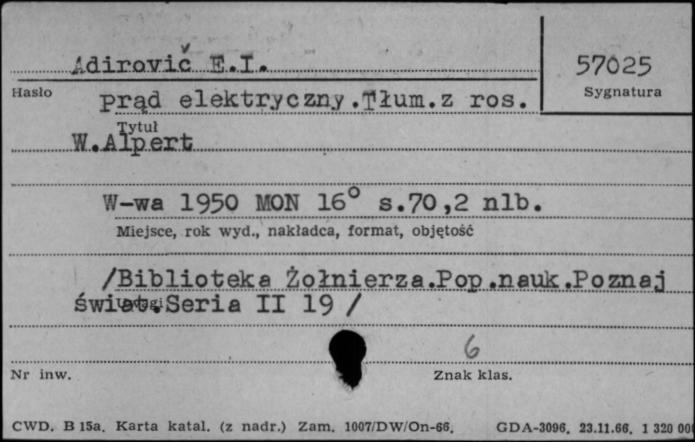 Adirovič E.I.
57025
Hasło
Sygnatura
prąd elektryczny.Tłum.z ros.
Tytuł
W.Alpert
W-wa 1950 MON 16° s.70,2 nlb.
Miejsce, rok wyd., nakładca, format, objętość
/Biblioteka Żołnierza.Pop.nauk.Poznaj
świat.Seria II 19 /
Uwagi
6
Nr inw.
Znak klas.
CWD. B 15a. Karta katal. (z nadr.) Zam. 1007/DW/On-66. GDA-3096. 23.11.66. 1 320 00